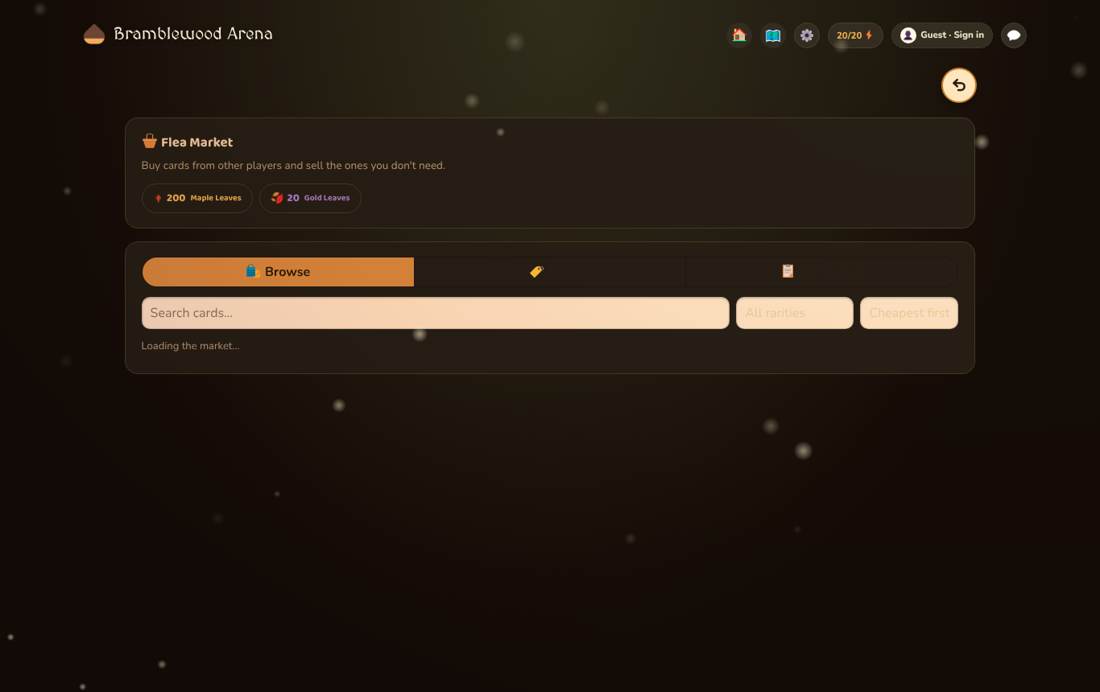 Bramblewood Arena
20/20
Guest · Sign in
Flea Market
Buy cards from other players and sell the ones you don't need.
200 Maple Leaves
20 Gold Leaves
Browse
Search cards...
All rarities
Cheapest first
Loading the market...